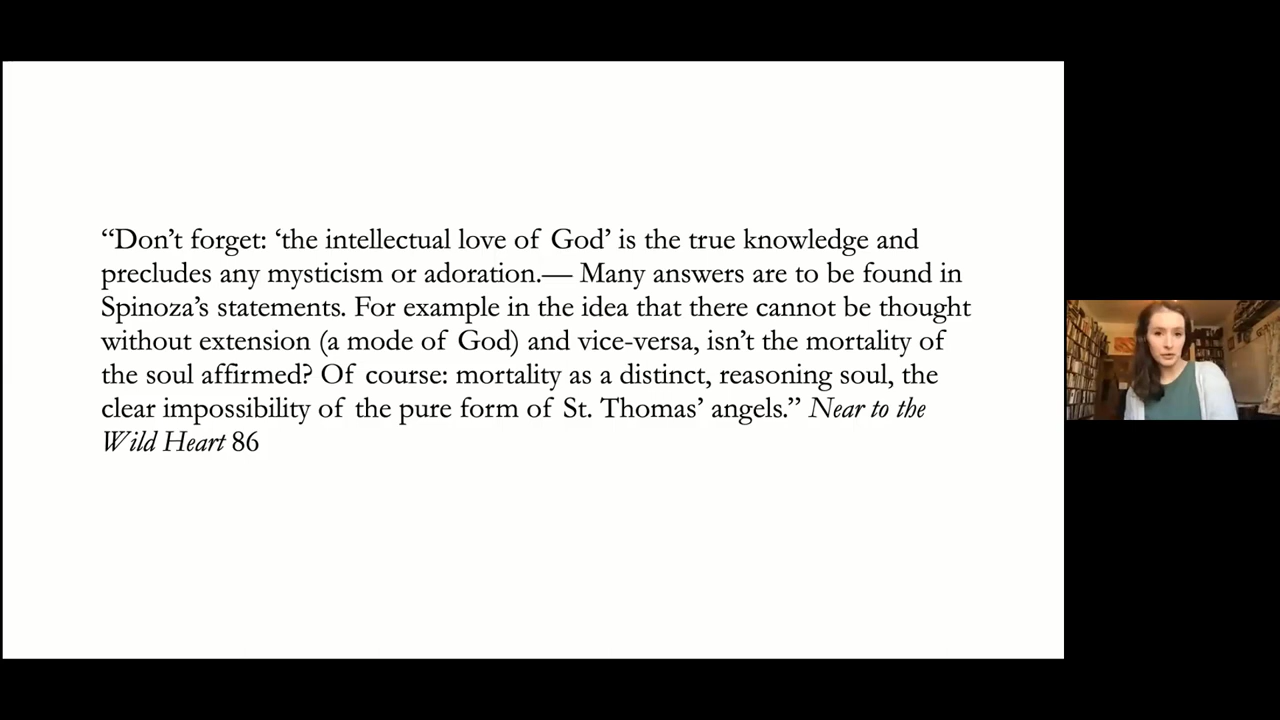 “Don’t forget: ‘the intellectual love of God’ is the true knowledge and
precludes any mysticism or adoration.— Many answers are to be found in
Spinoza’s statements. For example in the idea that there cannot be thought
without extension (a mode of God) and vice-versa, isn’t the mortality of
the soul affirmed? Of course: mortality as a distinct, reasoning soul, the
clear impossibility of the pure form of St. Thomas’ angels.” Near to the
Wild Heart 86